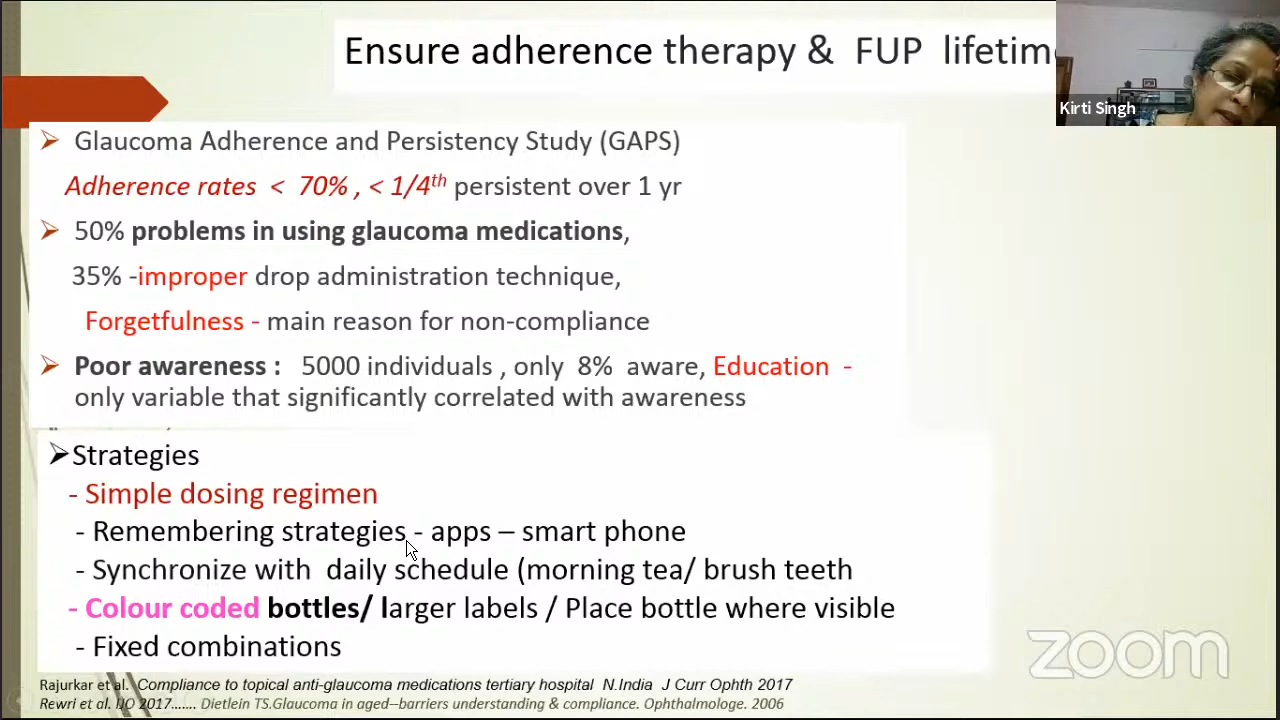 Ensure adherence therapy & FUP lifetim
Kirti Singh
Glaucoma Adherence and Persistency Study (GAPS)
Adherence rates < 70% , < 1/4th persistent over 1 yr
50% problems in using glaucoma medications,
35% -improper drop administration technique,
Forgetfulness - main reason for non-compliance
Poor awareness : 5000 individuals , only 8% aware, Education -
only variable that significantly correlated with awareness
Strategies
- Simple dosing regimen
- Remembering strategies - apps – smart phone
- Synchronize with daily schedule (morning tea/ brush teeth
- Colour coded bottles/ larger labels / Place bottle where visible
- Fixed combinations
zoom
Rajurkar et al. Compliance to topical anti-glaucoma medications tertiary hospital N.India J Curr Ophth 2017
Rewri et al. IJO 2017....... Dietlein TS.Glaucoma in aged--barriers understanding & compliance. Ophthalmologe. 2006